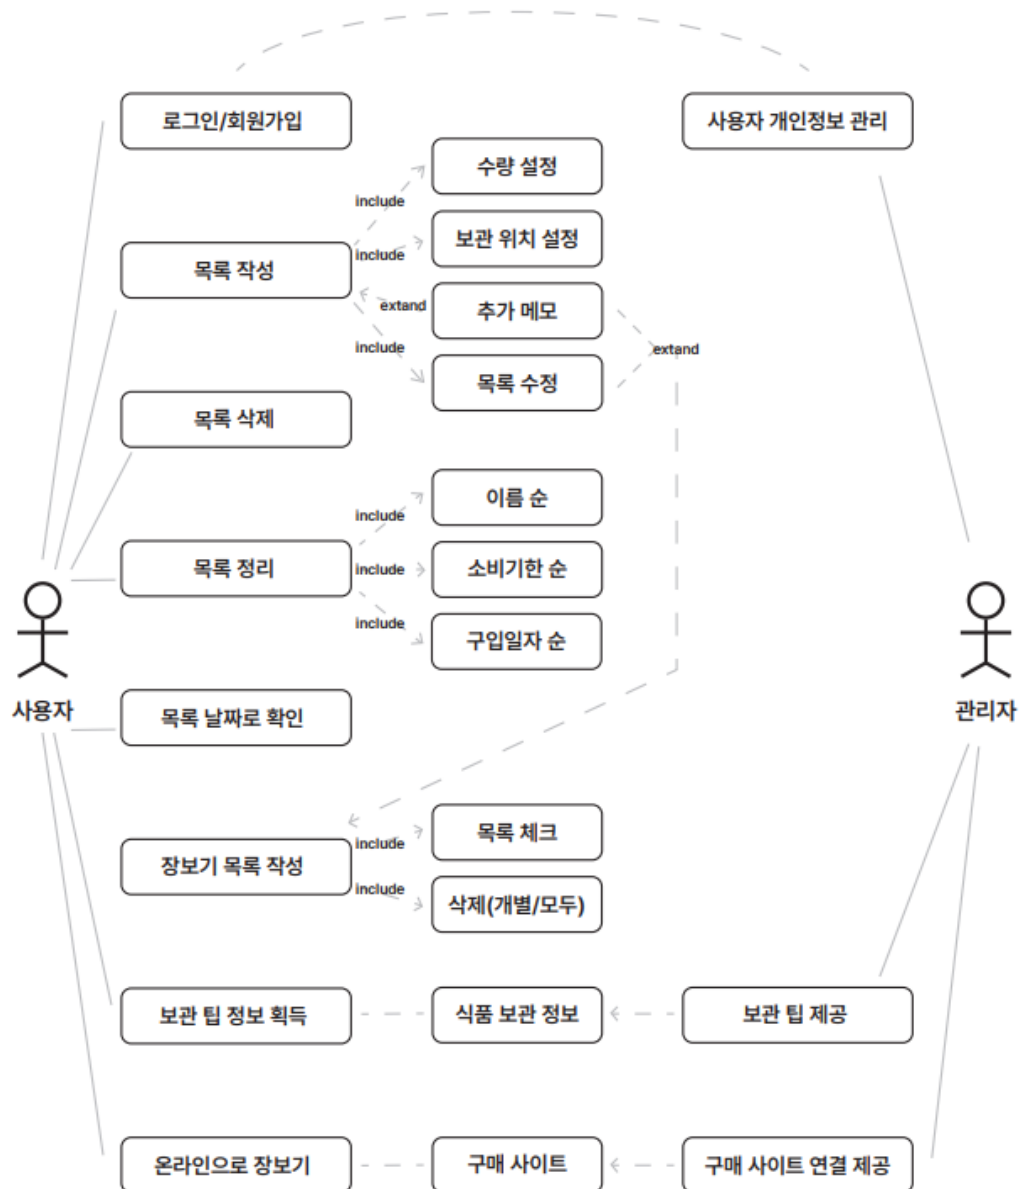 로그인/회원가입
사용자 개인정보 관리
수량 설정
include
보관 위치 설정
include
목록 작성
extand
추가 메모
include
extand
목록 수정
목록 삭제
이름 순
include
목록 정리
include
소비기한 순
include
구입일자 순
사용자
관리자
목록 날짜로 확인
목록 체크
include
장보기 목록 작성
include
삭제(개별/모두)
보관 팁 정보 획득
식품 보관 정보
보관 팁 제공
온라인으로 장보기
구매 사이트
구매 사이트 연결 제공